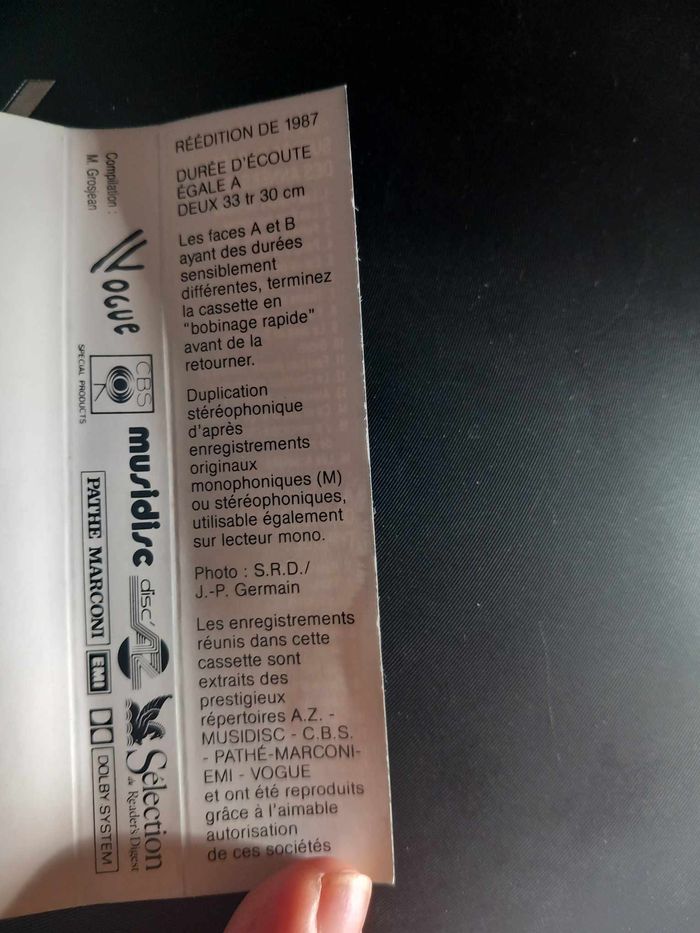 RÉÉDITION DE 1987
DURÉE D'ÉCOUTE
ÉGALE A
DEUX 33 tr 30 cm
Les faces A et B
ayant des durées
sensiblement
différentes, terminez
la cassette en
"bobinage rapide"
avant de la
retourner.
Duplication
stéréophonique
d'après
enregistrements
originaux
monophoniques (M)
ou stéréophoniques,
utilisable également
sur lecteur mono.
Photo : S.R.D./
J.-P. Germain
Les enregistrements
réunis dans cette
cassette sont
extraits des
prestigieux
répertoires A.Z. -
MUSIDISC - C.B.S.
- PATHÉ-MARCONI-
EMI - VOGUE
et ont été reproduits
grâce à l'aimable
autorisation
de ces sociétés
Compilation :
M. Grosjean
VOGUE
CBS
SPECIAL PRODUCTS
musidisc
PATHE MARCONI
EMI
disc'AZ
Sélection
du Reader's Digest
DOLBY SYSTEM